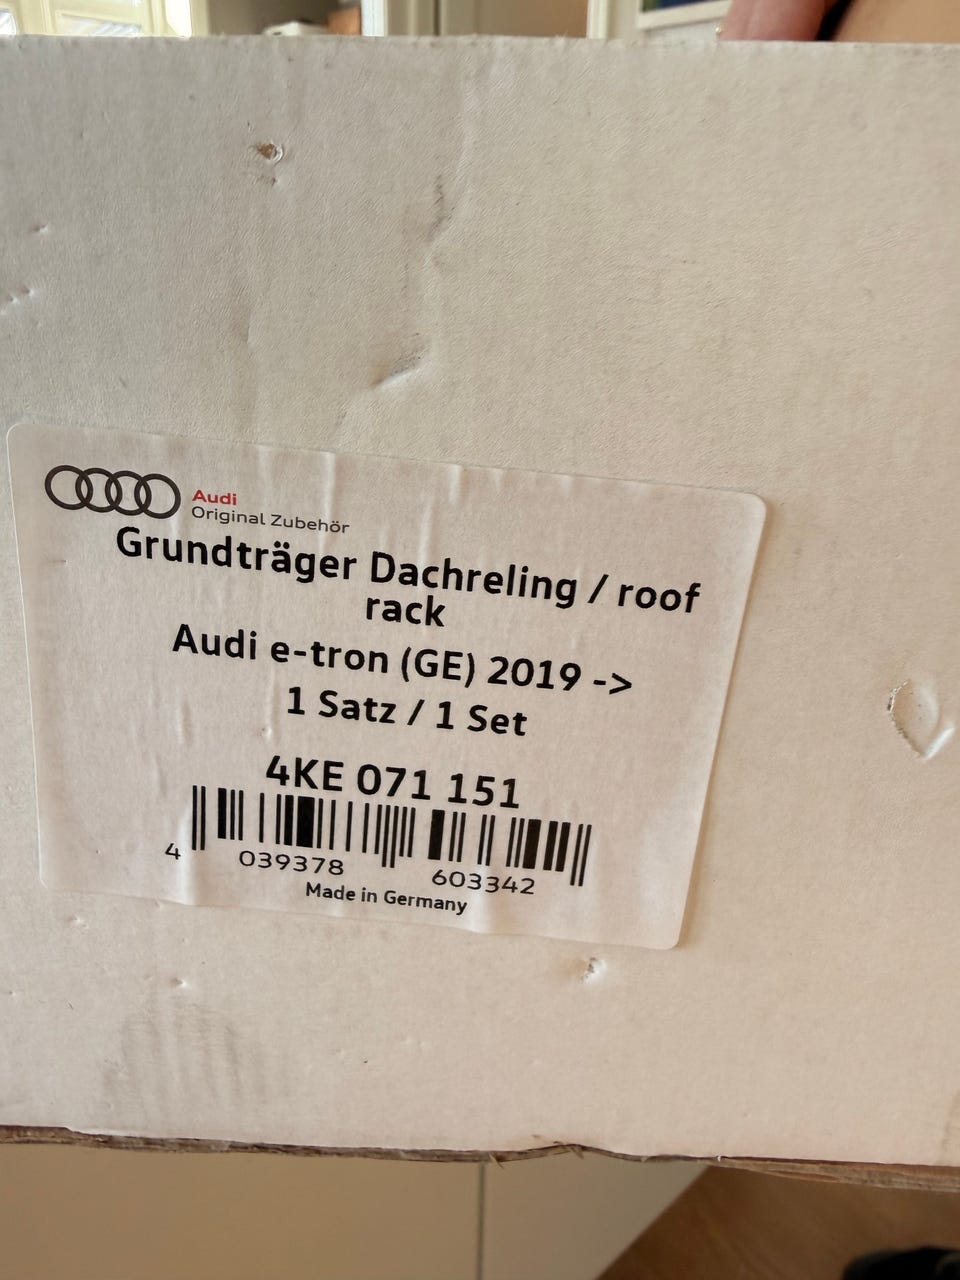 Audi
Original Zubehör
Grundträger Dachreling / roof
rack
Audi e-tron (GE) 2019 ->
1 Satz / 1 Set
4KE 071 151
4 039378 603342
Made in Germany